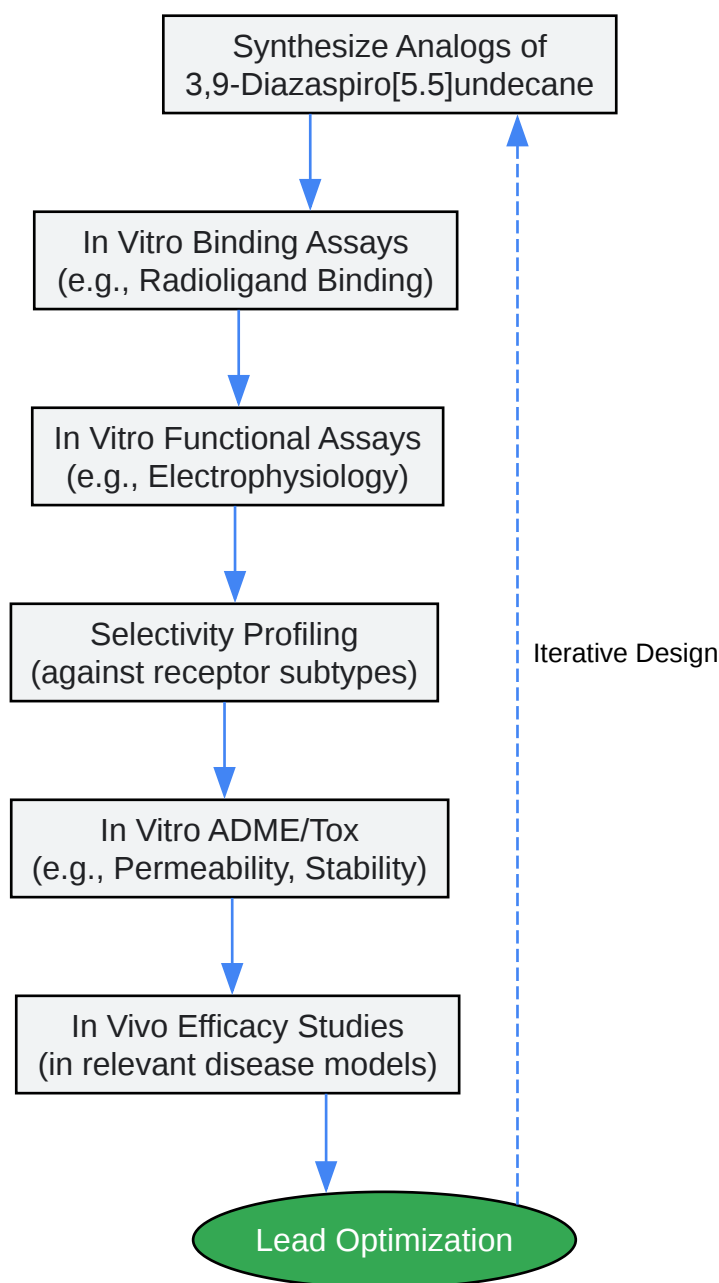 Synthesize Analogs of
3,9-Diazaspiro[5.5]undecane
In Vitro Binding Assays
(e.g., Radioligand Binding)
In Vitro Functional Assays
(e.g., Electrophysiology)
Selectivity Profiling
(against receptor subtypes)
Iterative Design
In Vitro ADME/Tox
(e.g., Permeability, Stability)
In Vivo Efficacy Studies
(in relevant disease models)
Lead Optimization